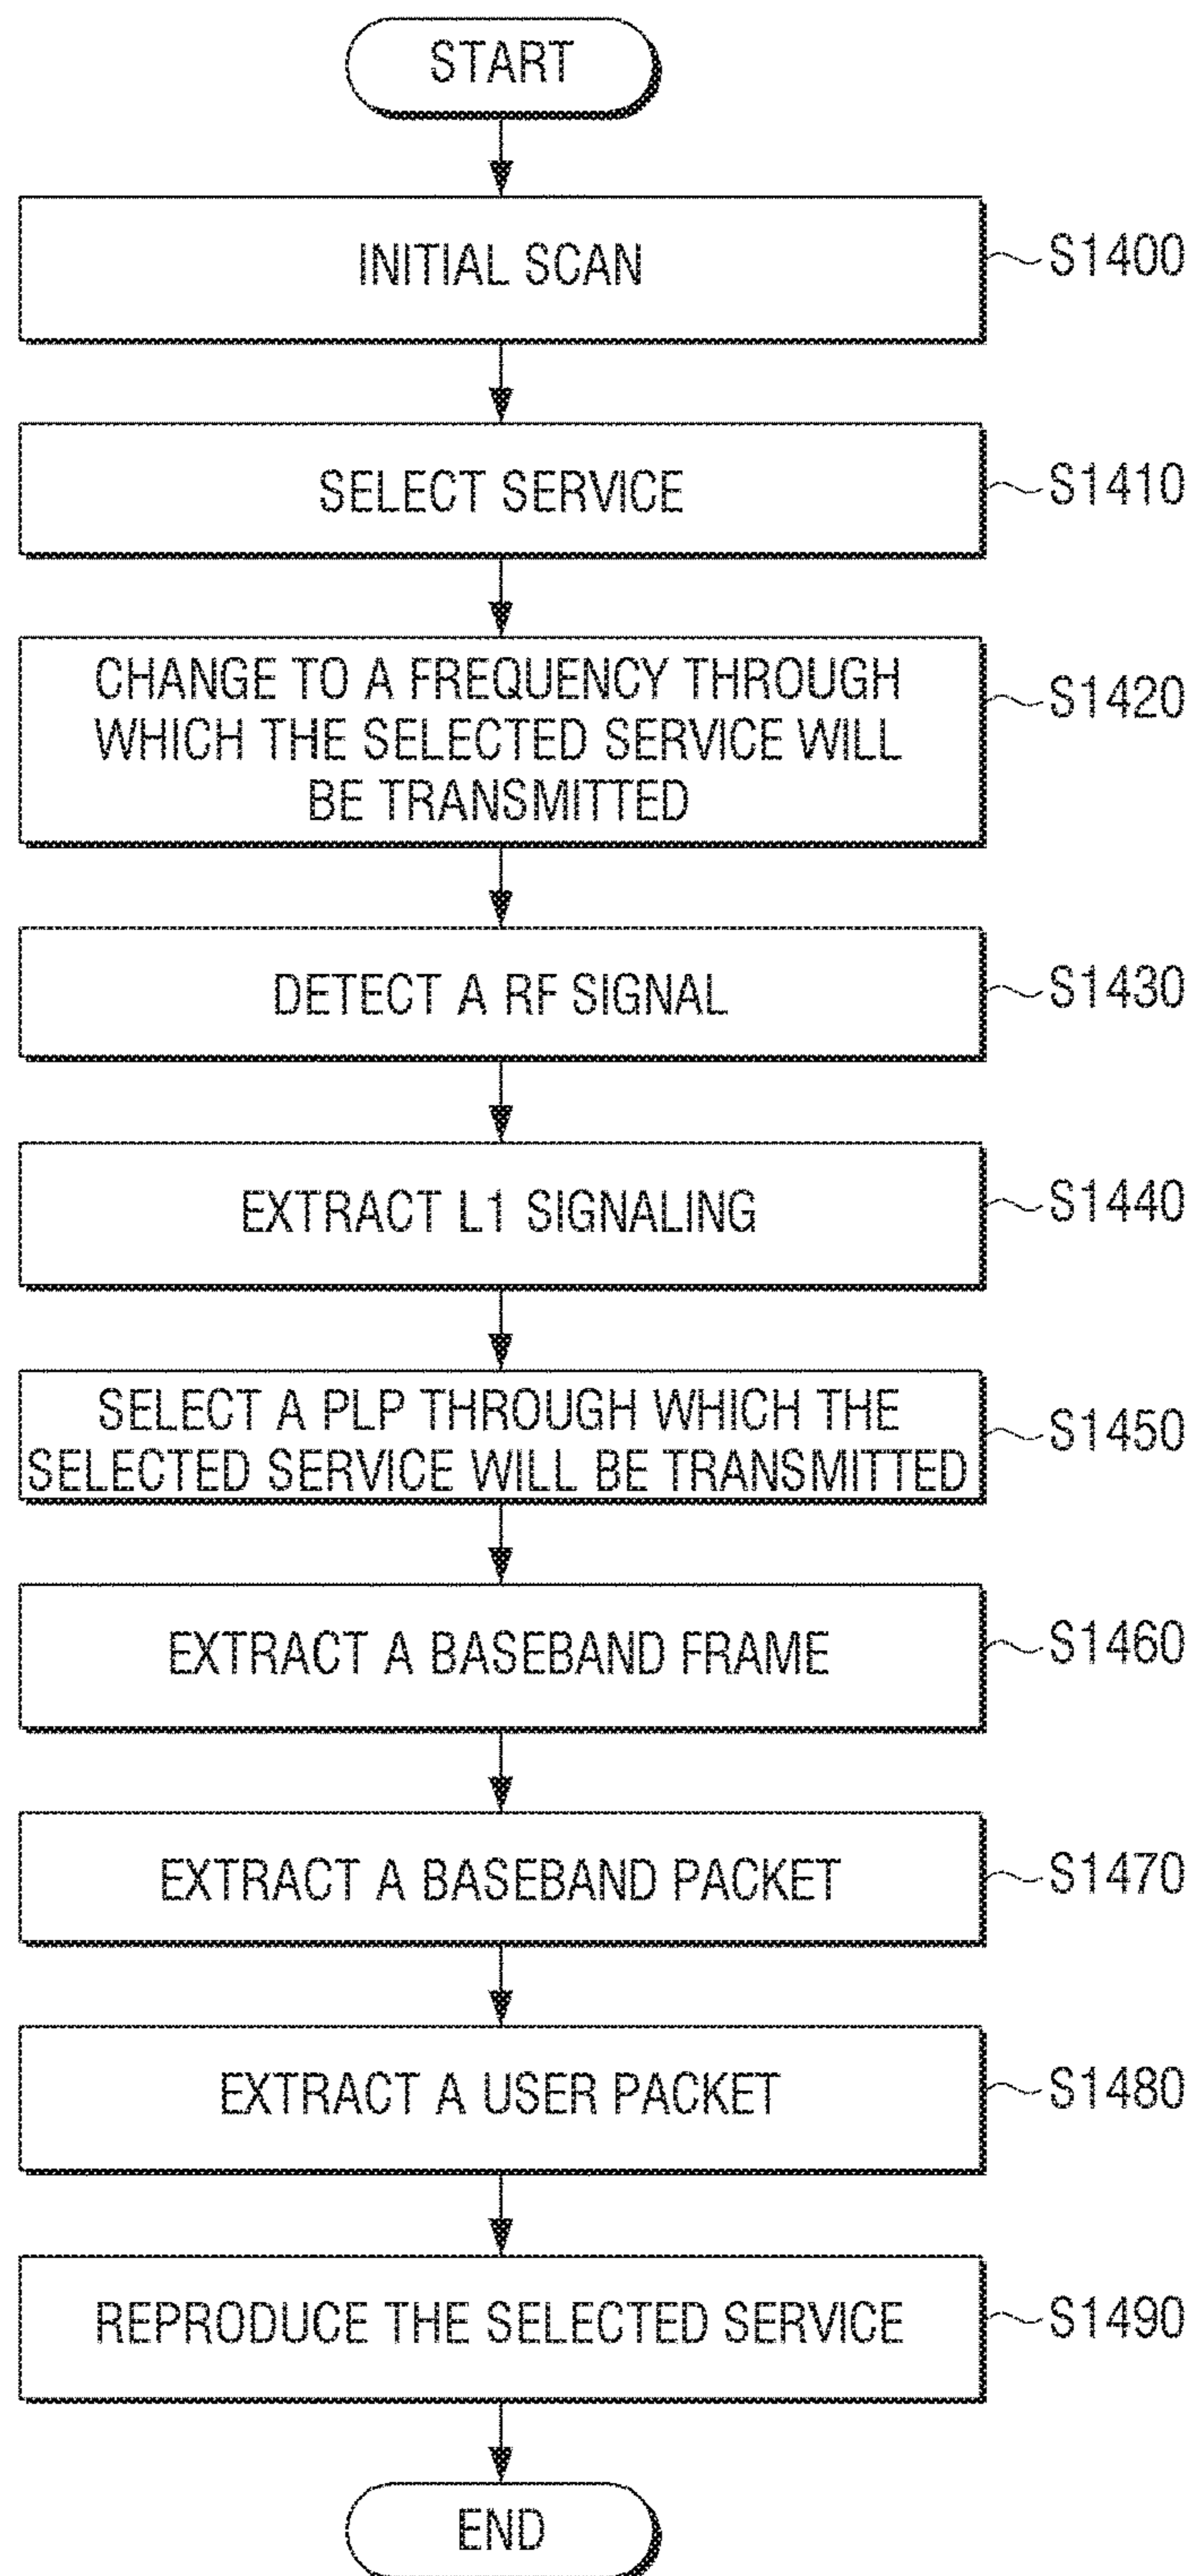 START
INITIAL SCAN
S1400
SELECT SERVICE
S1410
CHANGE TO A FREQUENCY THROUGH
WHICH THE SELECTED SERVICE WILL
BE TRANSMITTED
S1420
DETECT A RF SIGNAL
S1430
EXTRACT L1 SIGNALING
S1440
SELECT A PLP THROUGH WHICH THE
SELECTED SERVICE WILL BE TRANSMITTED
S1450
EXTRACT A BASEBAND FRAME
S1460
EXTRACT A BASEBAND PACKET
S1470
EXTRACT A USER PACKET
S1480
REPRODUCE THE SELECTED SERVICE
S1490
END